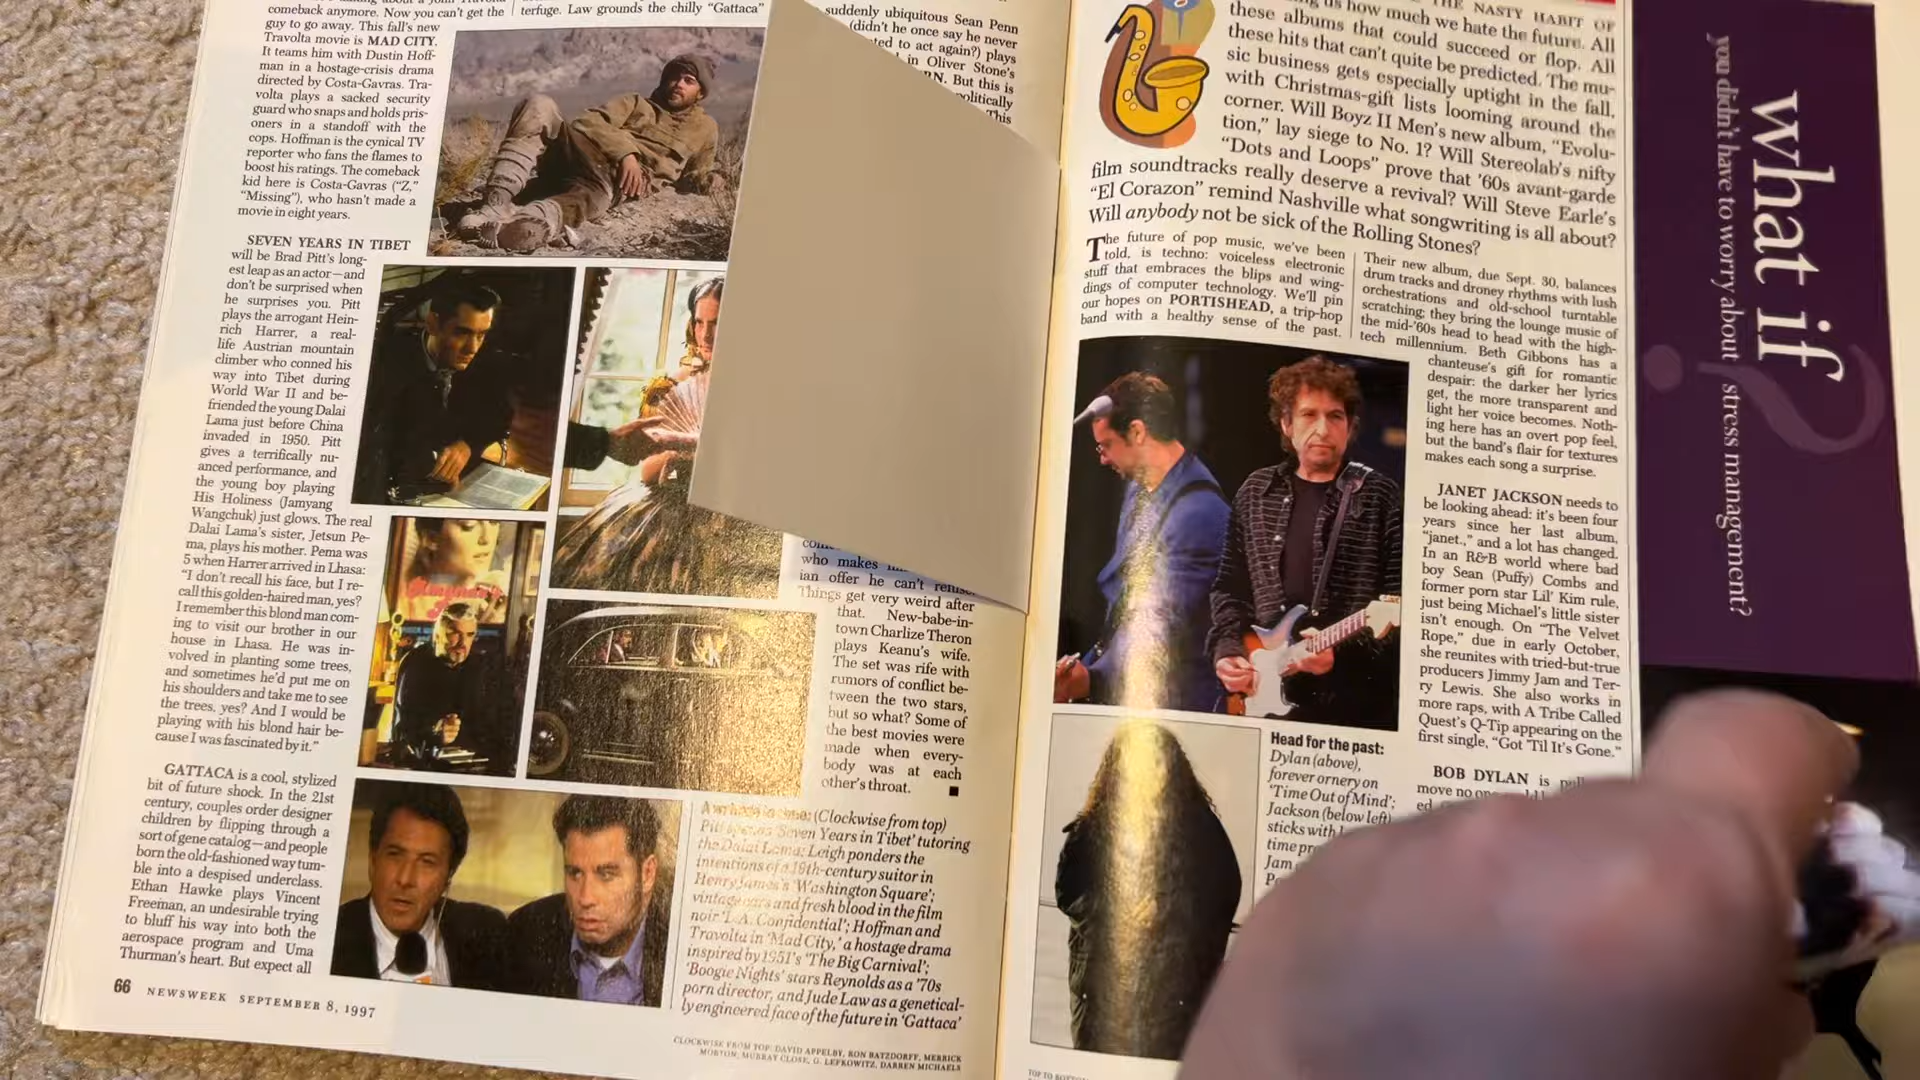 comeback anymore. Now you can't get the
guy to go away. This fall's new
Travolta movie is MAD CITY.
It teams him with Dustin Hoff-
man in a hostage-crisis drama
directed by Costa-Gavras. Tra-
volta plays a sacked security
guard who snaps and holds pris-
oners in a standoff with the
cops. Hoffman is the cynical TV
reporter who fans the flames to
boost his ratings. The comeback
kid here is Costa-Gavras ("Z,"
"Missing"), who hasn't made a
movie in eight years.
SEVEN YEARS IN TIBET
will be Brad Pitt's long-
est leap as an actor—and
don't be surprised when
he surprises you. Pitt
plays the arrogant Hein-
rich Harrer, a real-
life Austrian mountain
climber who conned his
way into Tibet during
World War II and be-
friended the young Dalai
Lama just before China
invaded in 1950. Pitt
gives a terrifically nu-
anced performance, and
the young boy playing
His Holiness (Jamyang
Wangchuk) just glows. The real
Dalai Lama's sister, Jetsun Pe-
ma, plays his mother. Pema was
5 when Harrer arrived in Lhasa:
"I don't recall his face, but I re-
call this golden-haired man, yes?
I remember this blond man com-
ing to visit our brother in our
house in Lhasa. He was in-
volved in planting some trees,
and sometimes he'd put me on
his shoulders and take me to see
the trees, yes? And I would be
playing with his blond hair be-
cause I was fascinated by it."
GATTACA is a cool, stylized
bit of future shock. In the 21st
century, couples order designer
children by flipping through a
sort of gene catalog—and people
born the old-fashioned way tum-
ble into a despised underclass.
Ethan Hawke plays Vincent
Freeman, an undesirable trying
to bluff his way into both the
aerospace program and Uma
Thurman's heart. But expect all
66 NEWSWEEK SEPTEMBER 8, 1997
terfuge. Law grounds the chilly "Gattaca"
suddenly ubiquitous Sean Penn
(didn't he once say he never
to act again?) plays
in Oliver Stone's
But this is
politically
This
who makes
ian offer he can't refuse.
Things get very weird after
that. New-babe-in-
town Charlize Theron
plays Keanu's wife.
The set was rife with
rumors of conflict be-
tween the two stars,
but so what? Some of
the best movies were
made when every-
body was at each
other's throat. ■
(Clockwise from top)
'Seven Years in Tibet' tutoring
the Dalai Lama; Leigh ponders the
intentions of a 19th-century suitor in
Henry James's 'Washington Square';
vintage cars and fresh blood in the film
noir 'L.A. Confidential'; Hoffman and
Travolta in 'Mad City,' a hostage drama
inspired by 1951's 'The Big Carnival';
'Boogie Nights' stars Reynolds as a '70s
porn director, and Jude Law as a genetical-
ly engineered face of the future in 'Gattaca'
CLOCKWISE FROM TOP: DAVID APPELBY, RON BATZDORFF, MERRICK
MORTON, MURRAY CLOSE, G. LEFKOWITZ, DARREN MICHAELS
THE NASTY HABIT OF
us how much we hate the future. All
these albums that could succeed or flop. All
these hits that can't quite be predicted. The mu-
sic business gets especially uptight in the fall,
with Christmas-gift lists looming around the
corner. Will Boyz II Men's new album, "Evolu-
tion," lay siege to No. 1? Will Stereolab's nifty
"Dots and Loops" prove that '60s avant-garde
film soundtracks really deserve a revival? Will Steve Earle's
"El Corazon" remind Nashville what songwriting is all about?
Will anybody not be sick of the Rolling Stones?
The future of pop music, we've been
told, is techno: voiceless electronic
stuff that embraces the blips and wing-
dings of computer technology. We'll pin
our hopes on PORTISHEAD, a trip-hop
band with a healthy sense of the past.
Their new album, due Sept. 30, balances
drum tracks and droney rhythms with lush
orchestrations and old-school turntable
scratching; they bring the lounge music of
the mid-'60s head to head with the high-
tech millennium. Beth Gibbons has a
chanteuse's gift for romantic
despair: the darker her lyrics
get, the more transparent and
light her voice becomes. Noth-
ing here has an overt pop feel,
but the band's flair for textures
makes each song a surprise.
JANET JACKSON needs to
be looking ahead: it's been four
years since her last album,
"janet.," and a lot has changed.
In an R&B world where bad
boy Sean (Puffy) Combs and
former porn star Lil' Kim rule,
just being Michael's little sister
isn't enough. On "The Velvet
Rope," due in early October,
she reunites with tried-but-true
producers Jimmy Jam and Ter-
ry Lewis. She also works in
more raps, with A Tribe Called
Quest's Q-Tip appearing on the
first single, "Got 'Til It's Gone."
BOB DYLAN is
move no
Head for the past:
Dylan (above),
forever ornery on
'Time Out of Mind';
Jackson (below left)
sticks with
time
Jam
what if
you didn't have to worry about stress management?
?